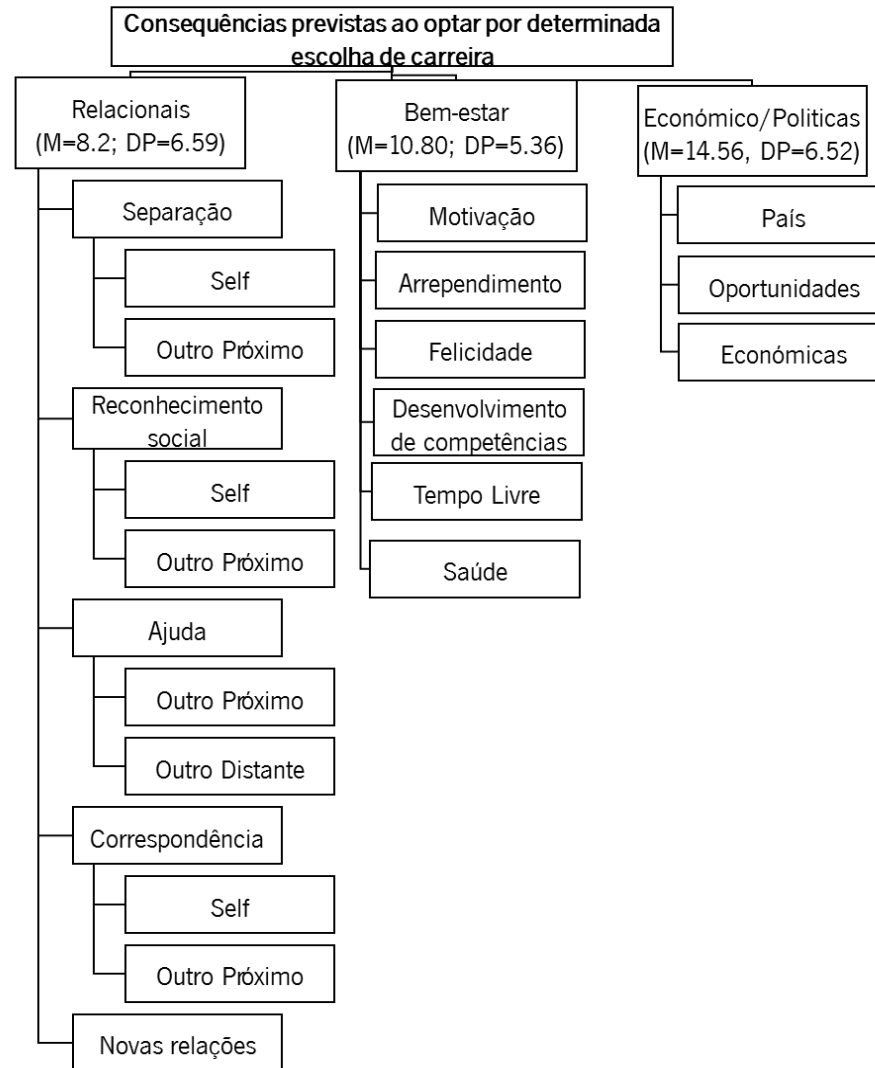 Consequências previstas ao optar por determinada
escolha de carreira
Relacionais
(M=8.2; DP=6.59)
Separação
Self
Outro Próximo
Reconhecimento
social
Self
Outro Próximo
Ajuda
Outro Próximo
Outro Distante
Correspondência
Self
Outro Próximo
Novas relações
Bem-estar
(M=10.80; DP=5.36)
Motivação
Arrependimento
Felicidade
Desenvolvimento
de competências
Tempo Livre
Saúde
Económico/Politicas
(M=14.56, DP=6.52)
País
Oportunidades
Económicas